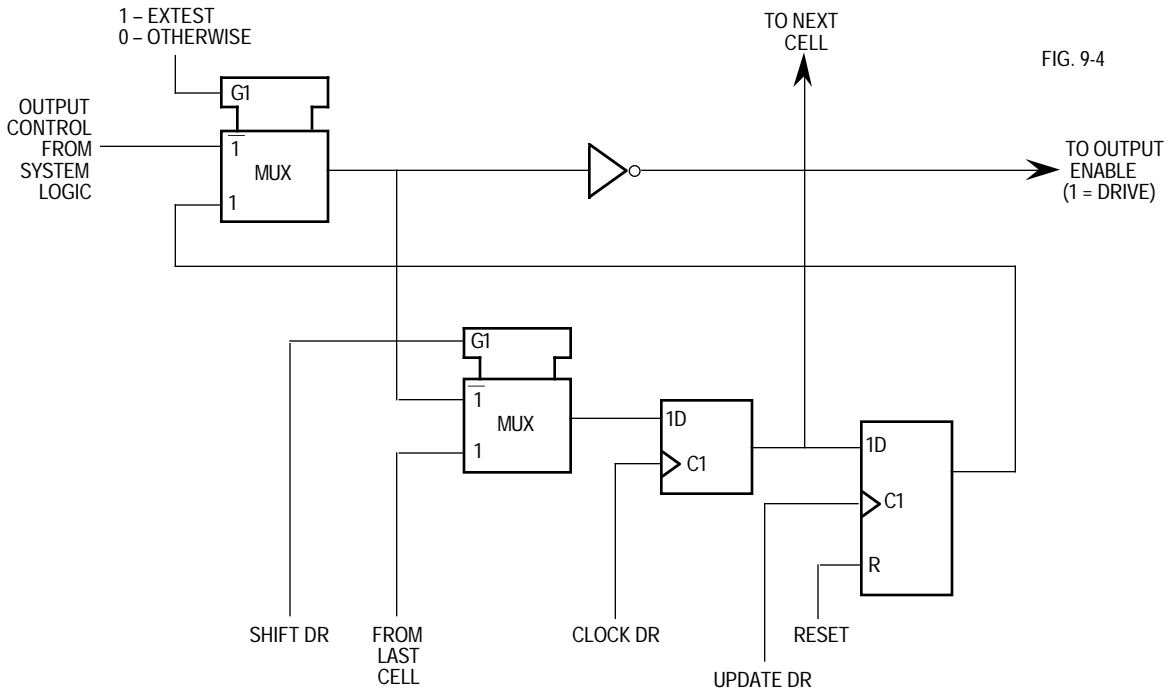 1 – EXTEST
0 – OTHERWISE
TO NEXT
CELL
FIG. 9-4
G1
OUTPUT
CONTROL
FROM
SYSTEM
LOGIC
1
MUX
1
TO OUTPUT
ENABLE
(1 = DRIVE)
G1
1
MUX
1
1D
C1
1D
C1
R
SHIFT DR
FROM
LAST
CELL
CLOCK DR
RESET
UPDATE DR